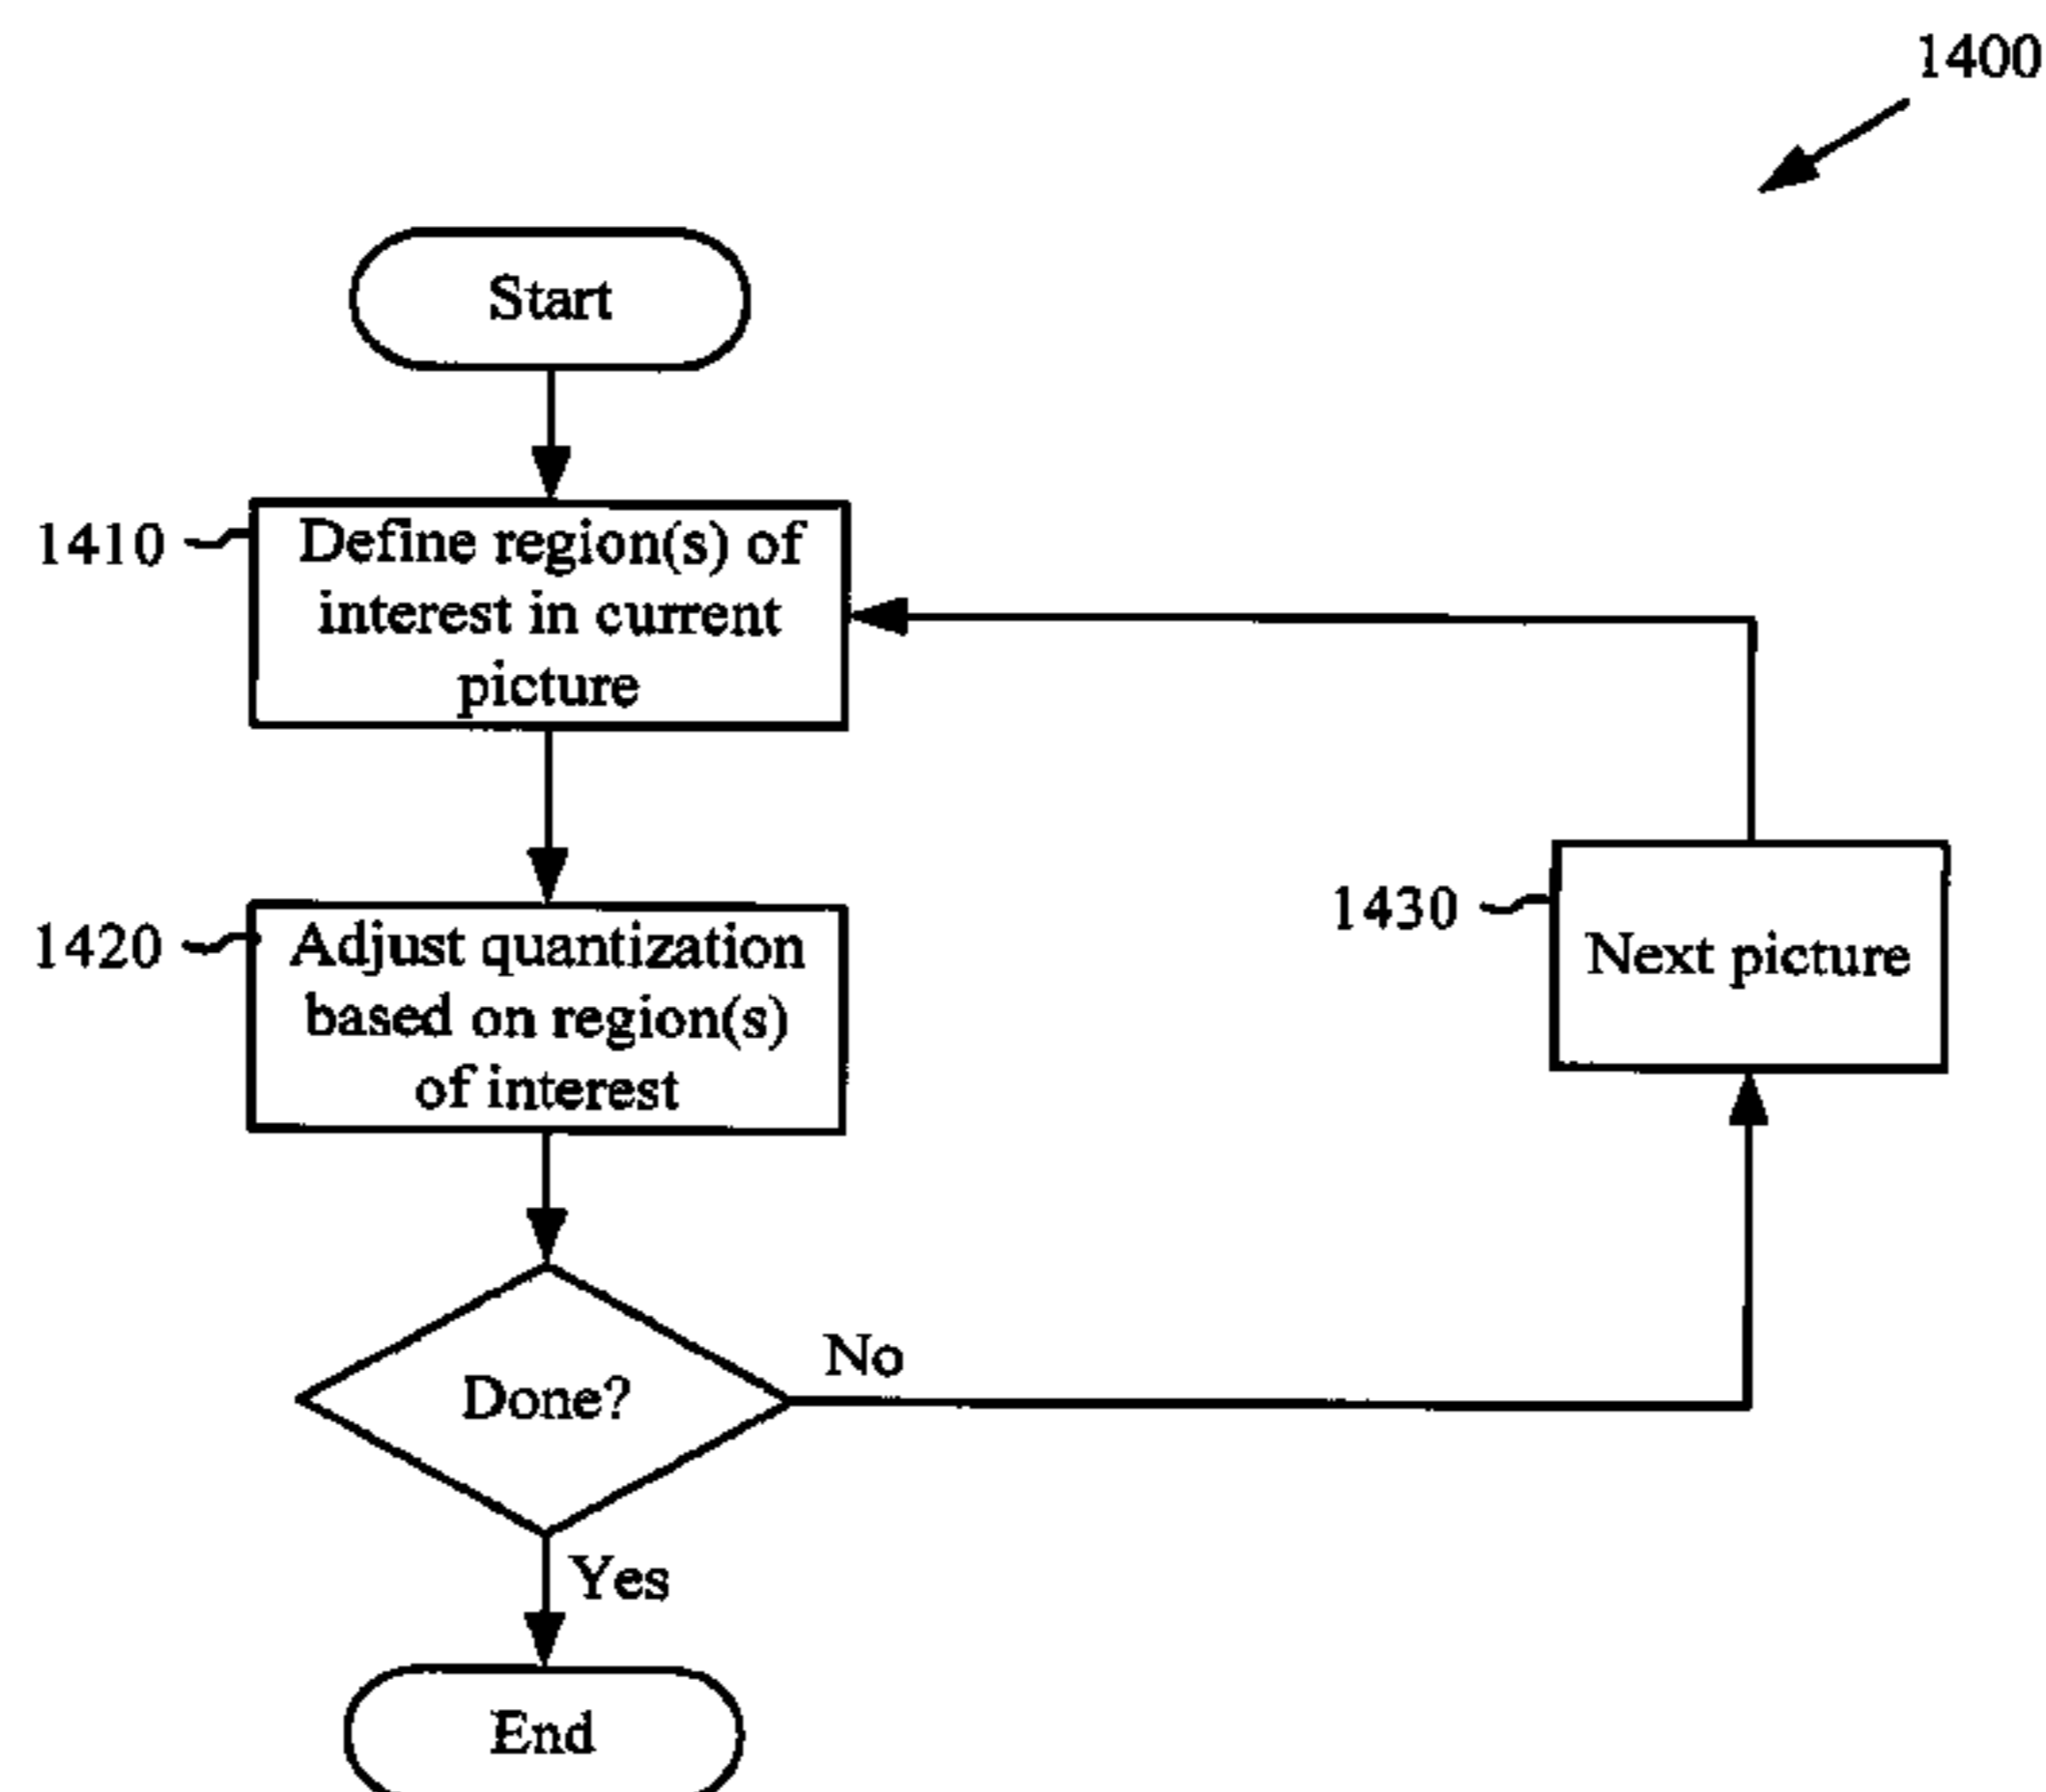 1400
Start
1410
Define region(s) of
interest in current
picture
1420
Adjust quantization
based on region(s)
of interest
1430
Next picture
Done?
No
Yes
End